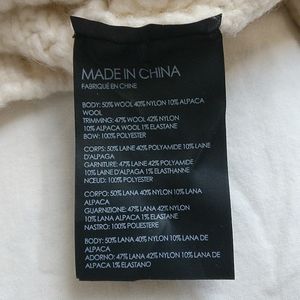 MADE IN CHINA
FABRIQUÉ EN CHINE
BODY: 50% WOOL 40% NYLON 10% ALPACA
WOOL
TRIMMING: 47% WOOL 42% NYLON
10% ALPACA WOOL 1% ELASTANE
BOW: 100% POLYESTER
CORPS: 50% LAINE 40% POLYAMIDE 10% LAINE
D'ALPAGA
GARNITURE: 47% LAINE 42% POLYAMIDE
10% LAINE D'ALPAGA 1% ELASTHANNE
NŒUD: 100% POLYESTER
CORPO: 50% LANA 40% NYLON 10% LANA
ALPACA
GUARNIZIONE: 47% LANA 42% NYLON
10% LANA ALPACA 1% ELASTANE
NASTRO: 100% POLIESTERE
BODY: 50% LANA 40% NYLON 10% LANA DE
ALPACA
ADORNO: 47% LANA 42% NYLON 10% LANA DE
ALPACA 1% ELASTANO